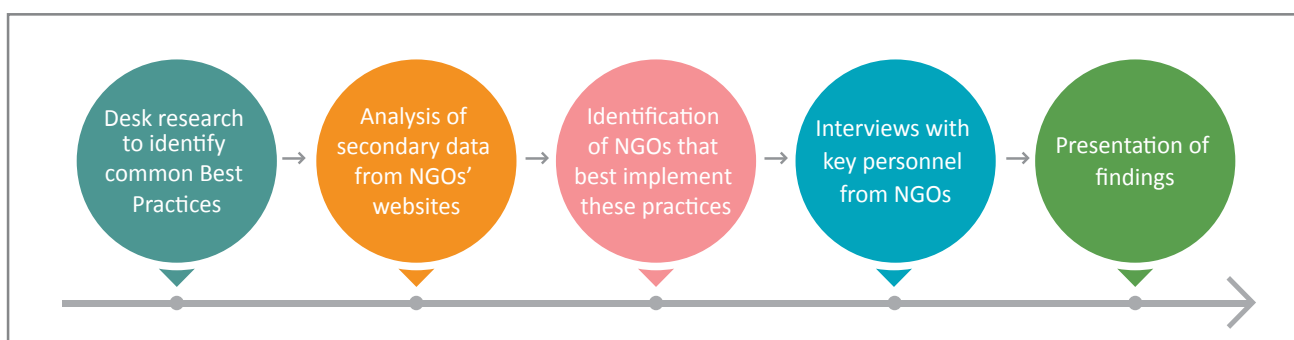 Desk research
to identify
common Best
Practices
Analysis of
secondary data
from NGOs’
websites
Identification
of NGOs that
best implement
these practices
Interviews with
key personnel
from NGOs
Presentation of
findings